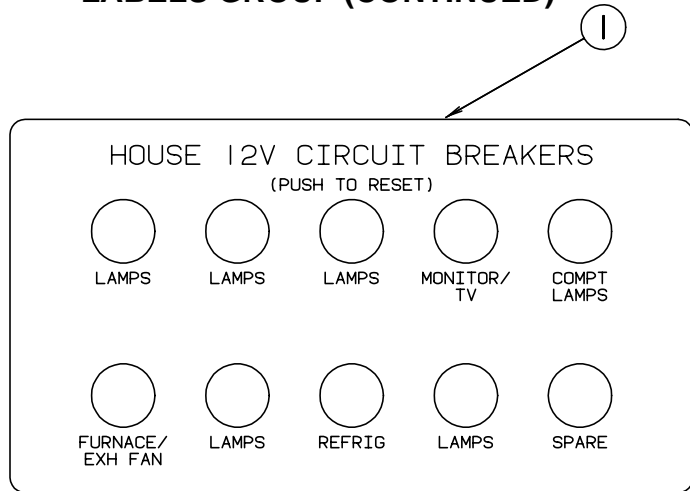 LABELS GROUP (CONTINUED)
1
HOUSE 12V CIRCUIT BREAKERS
(PUSH TO RESET)
LAMPS LAMPS LAMPS MONITOR/ TV COMPT LAMPS
FURNACE/ EXH FAN LAMPS REFRIG LAMPS SPARE